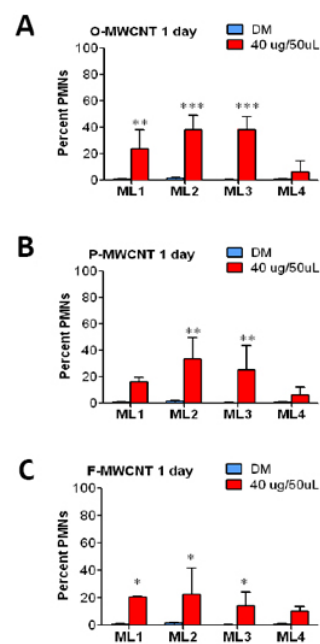 A
O-MWCNT 1 day
DM
40 ug/50uL
Percent PMNs
100
80
60
40
20
0
**
***
***
ML1 ML2 ML3 ML4
B
P-MWCNT 1 day
DM
40 ug/50uL
Percent PMNs
100
80
60
40
20
0
**
**
ML1 ML2 ML3 ML4
C
F-MWCNT 1 day
DM
40 ug/50uL
Percent PMNs
100
80
60
40
20
0
*
*
*
ML1 ML2 ML3 ML4